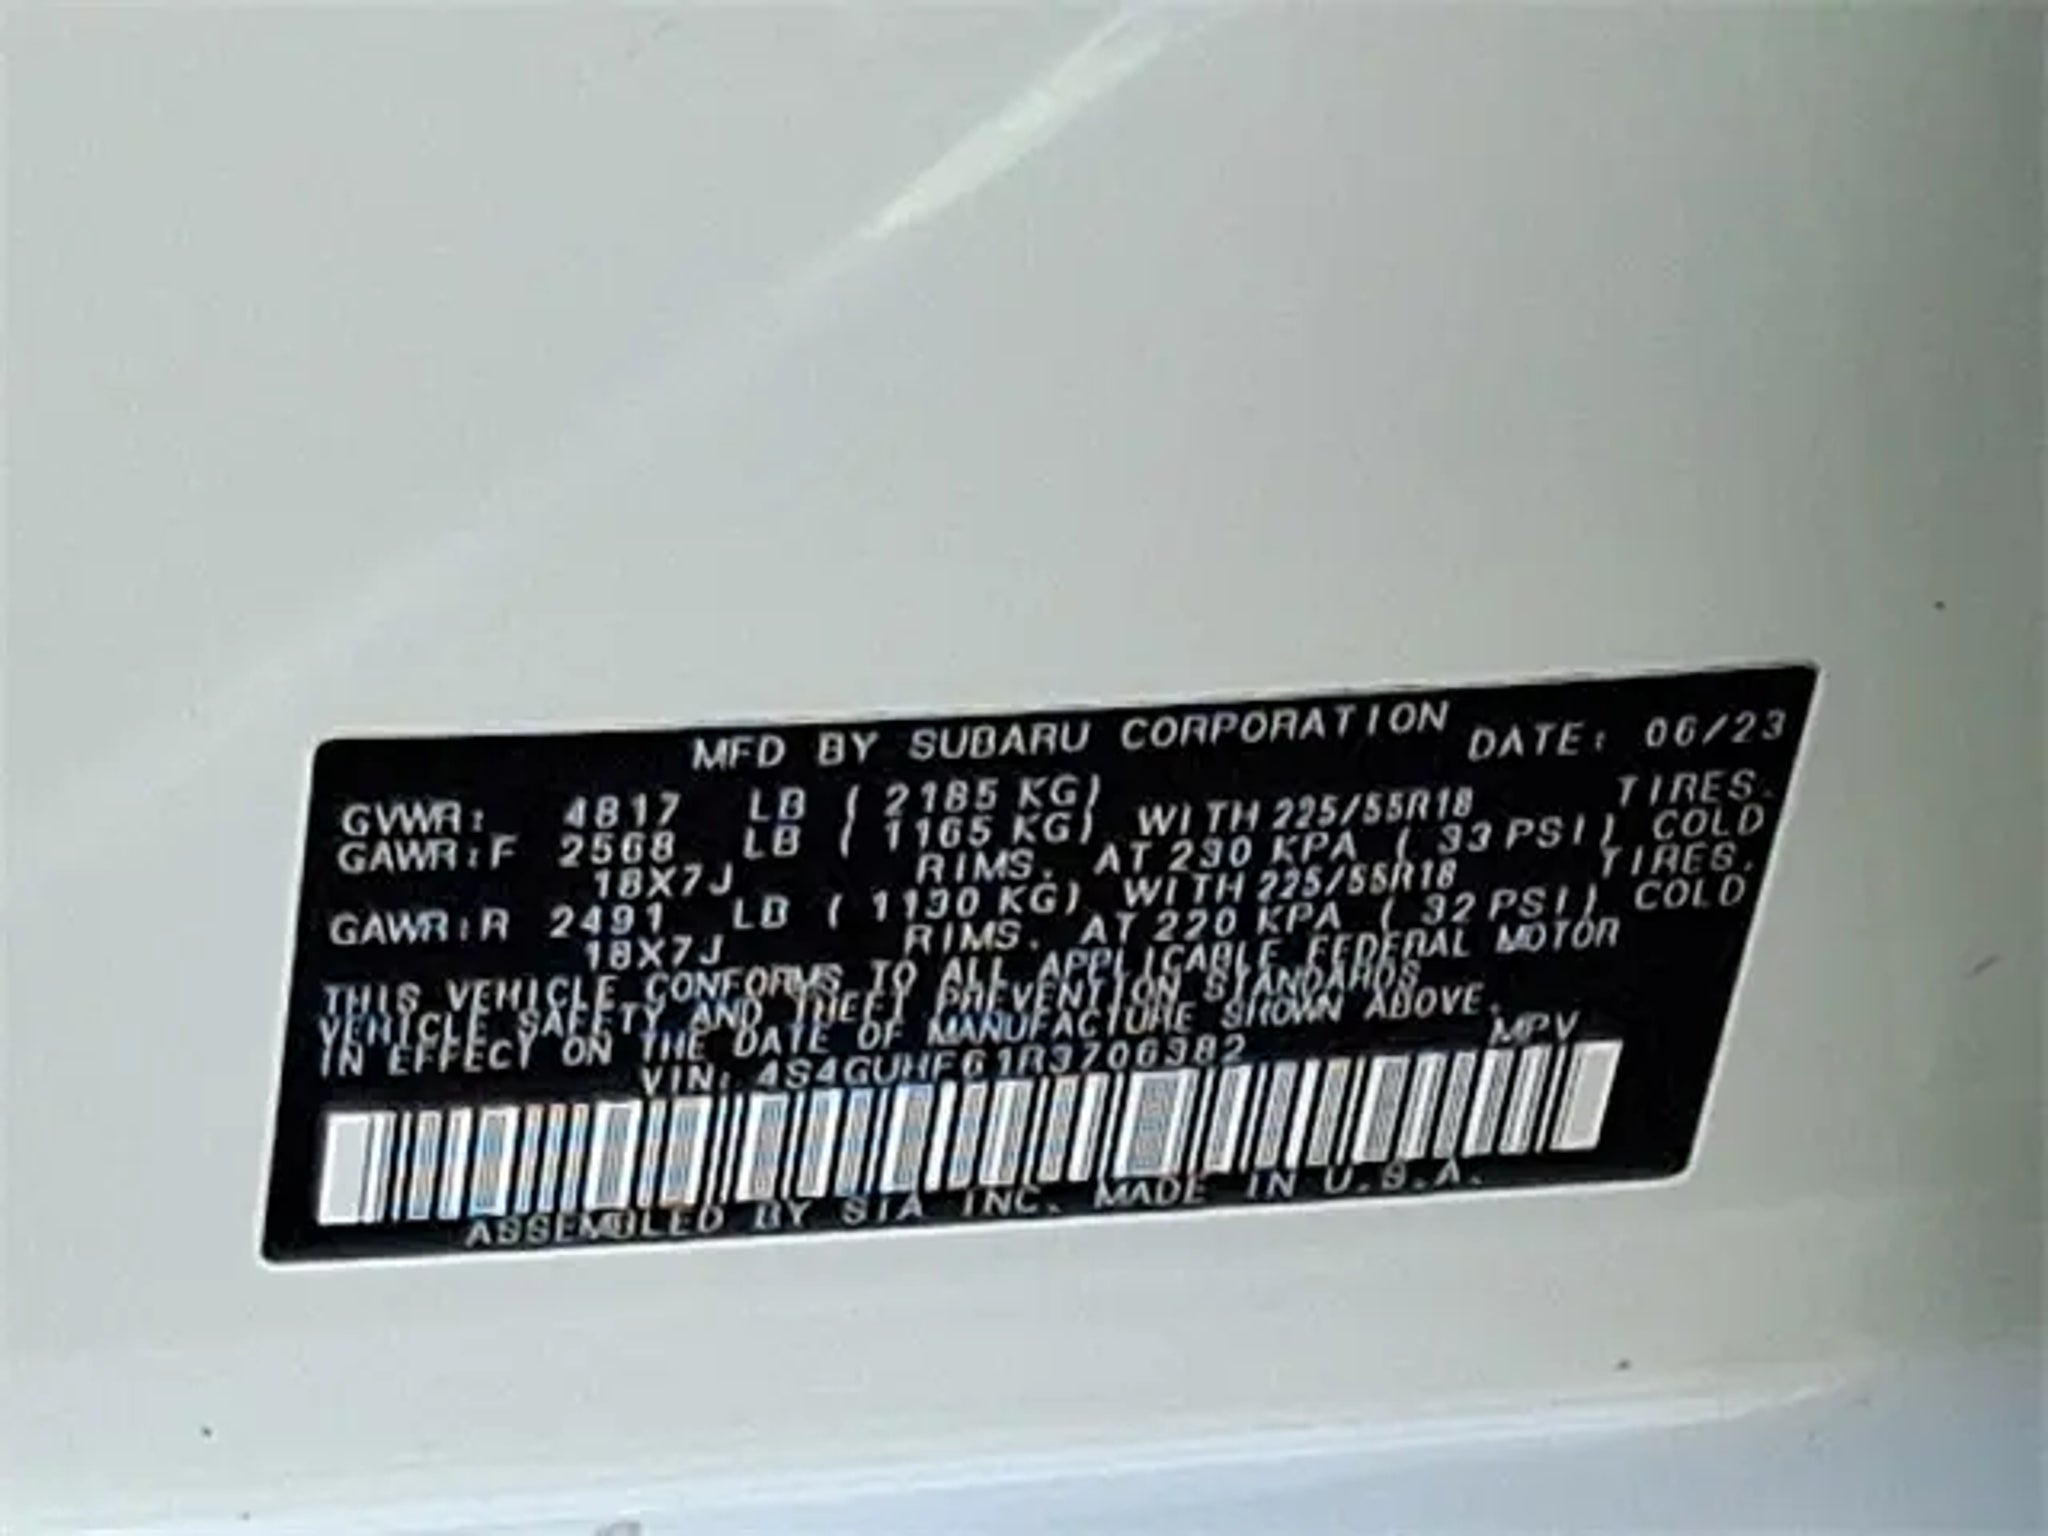 MFD BY SUBARU CORPORATION DATE: 06/23
GVWR: 4817 LB ( 2185 KG)
GAWR:F 2568 LB ( 1165 KG) WITH 225/55R18 TIRES.
18X7J RIMS. AT 230 KPA ( 33 PSI) COLD
GAWR:R 2491 LB ( 1130 KG) WITH 225/55R18 TIRES.
18X7J RIMS. AT 220 KPA ( 32 PSI) COLD
THIS VEHICLE CONFORMS TO ALL APPLICABLE FEDERAL MOTOR
VEHICLE SAFETY AND THEFT PREVENTION STANDARDS
IN EFFECT ON THE DATE OF MANUFACTURE SHOWN ABOVE.
VIN: 4S4GUHF61R3706382 MPV
ASSEMBLED BY SIA INC. MADE IN U.S.A.